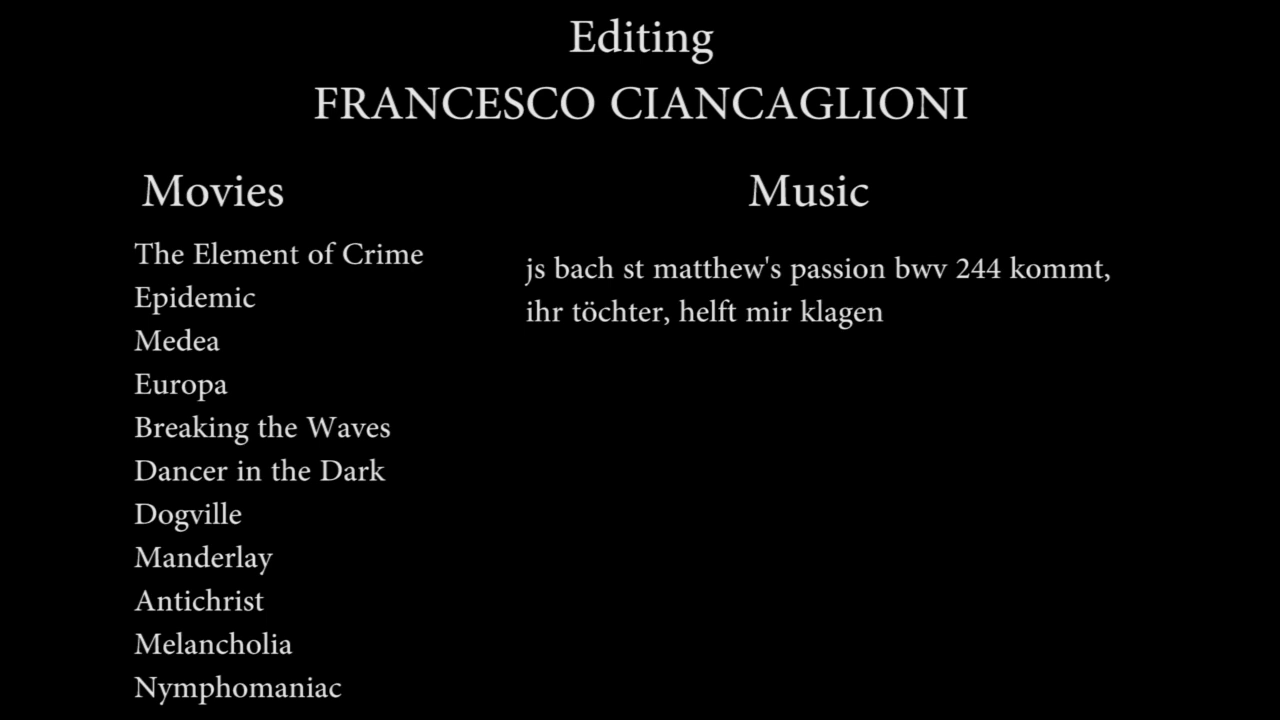 Editing
FRANCESCO CIANCAGLIONI
Movies
The Element of Crime
Epidemic
Medea
Europa
Breaking the Waves
Dancer in the Dark
Dogville
Manderlay
Antichrist
Melancholia
Nymphomaniac
Music
js bach st matthew's passion bwv 244 kommt,
ihr töchter, helft mir klagen